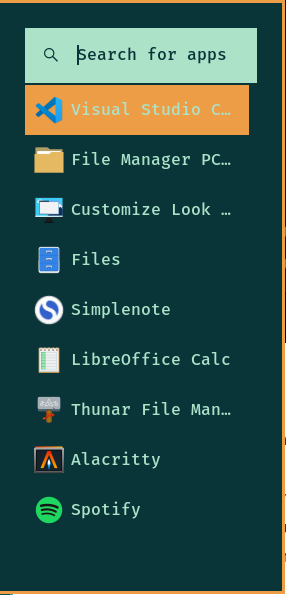 Search for apps
Visual Studio C…
File Manager PC…
Customize Look …
Files
Simplenote
LibreOffice Calc
Thunar File Man…
Alacritty
Spotify